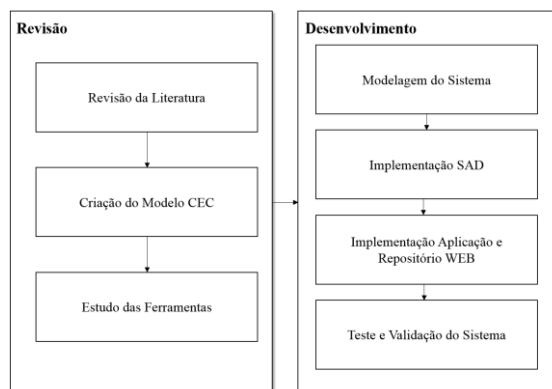 Revisão
Revisão da Literatura
Criação do Modelo CEC
Estudo das Ferramentas
Desenvolvimento
Modelagem do Sistema
Implementação SAD
Implementação Aplicação e
Repositório WEB
Teste e Validação do Sistema